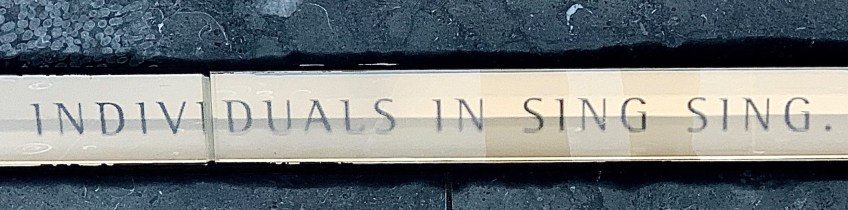 INDIVIDUALS IN SING SING.